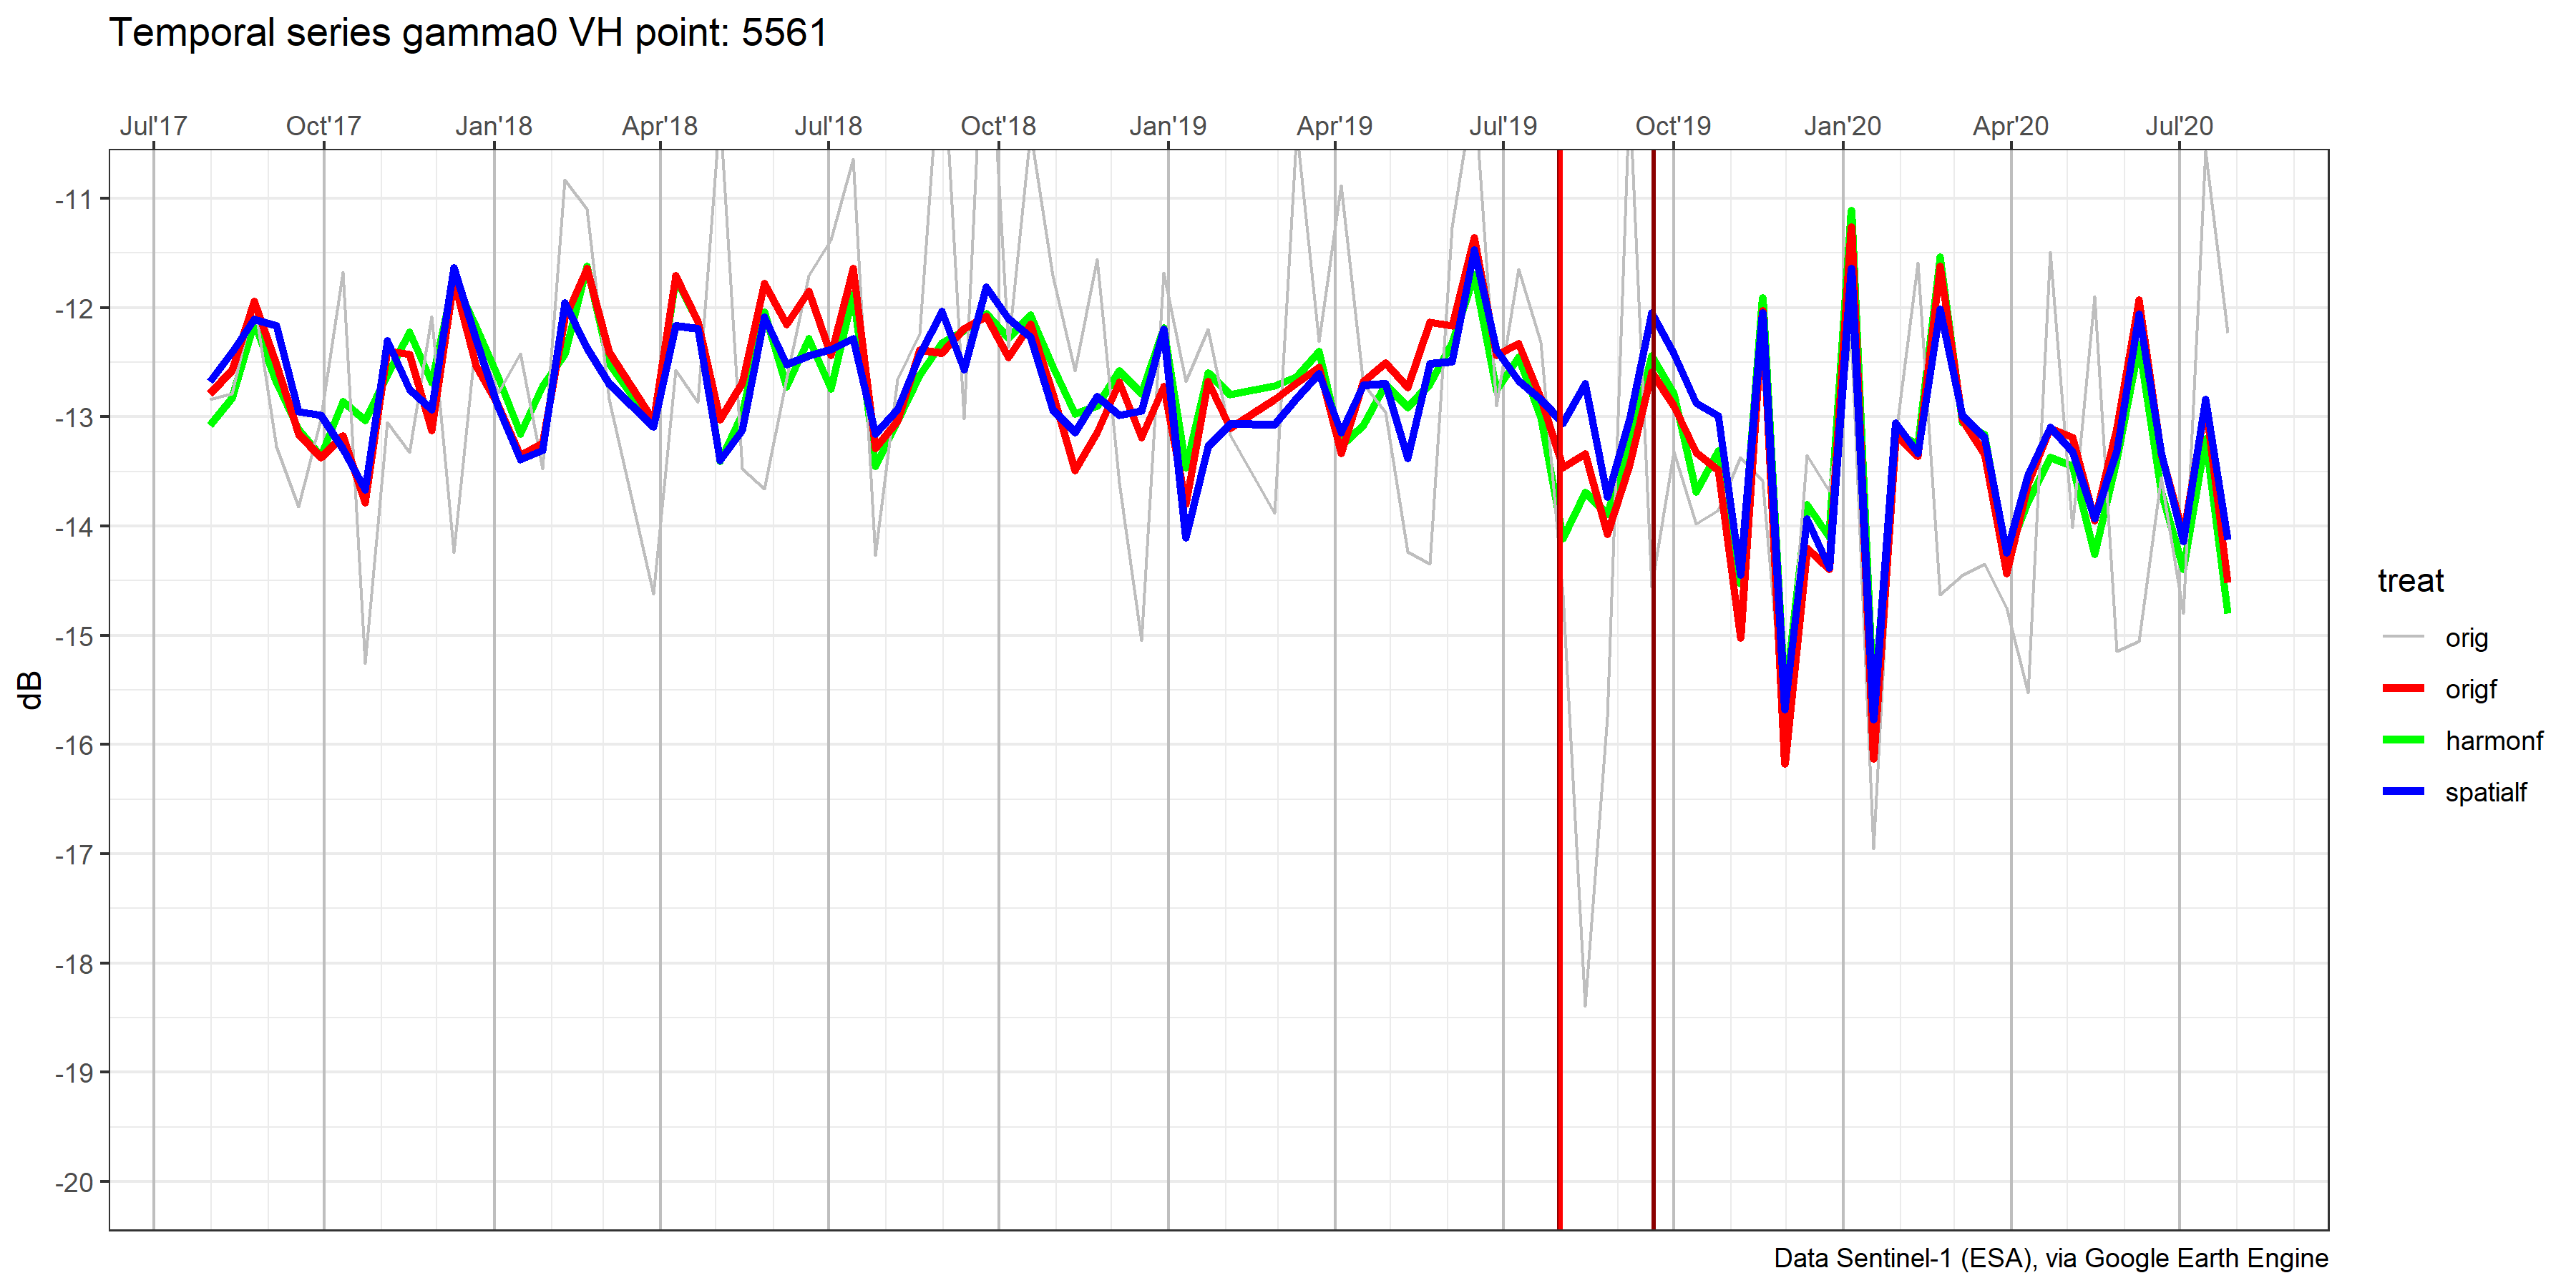 Temporal series gamma0 VH point: 5561
Jul'17 Oct'17 Jan'18 Apr'18 Jul'18 Oct'18 Jan'19 Apr'19 Jul'19 Oct'19 Jan'20 Apr'20 Jul'20
-11
-12
-13
-14
-15
-16
-17
-18
-19
-20
dB
treat
orig
origf
harmonf
spatialf
Data Sentinel-1 (ESA), via Google Earth Engine